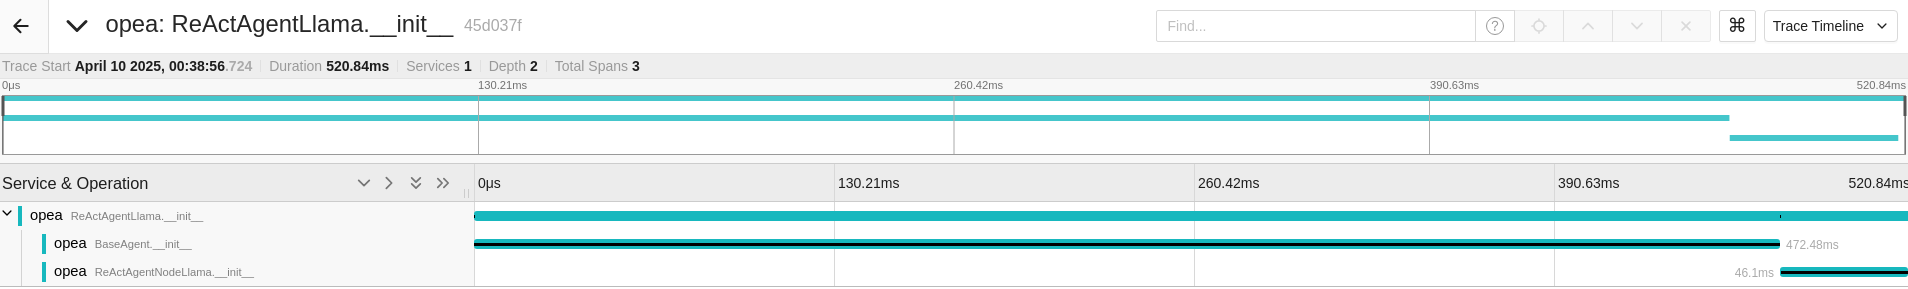 opea: ReActAgentLlama.__init__ 45d037f
Find...
?
⌘
Trace Timeline
Trace Start April 10 2025, 00:38:56.724 Duration 520.84ms Services 1 Depth 2 Total Spans 3
0μs 130.21ms 260.42ms 390.63ms 520.84ms
Service & Operation 0μs 130.21ms 260.42ms 390.63ms 520.84ms
opea ReActAgentLlama.__init__
opea BaseAgent.__init__ 472.48ms
opea ReActAgentNodeLlama.__init__ 46.1ms